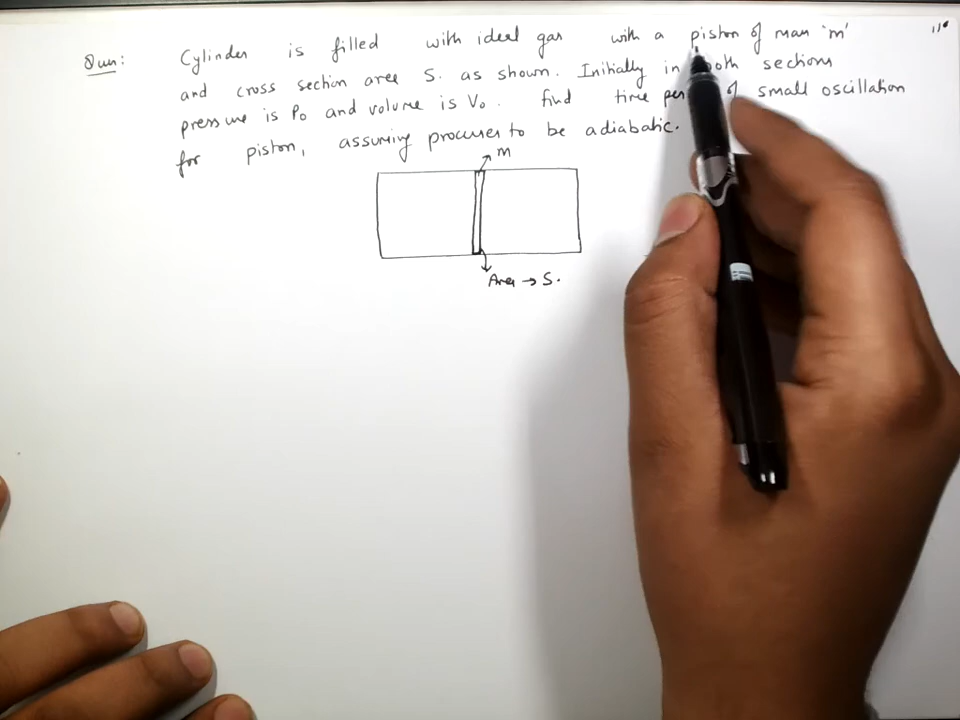 Ques: Cylinder is filled with ideal gas with a piston of mass 'm'
and cross section area S. as shown. Initially in both sections
pressure is P₀ and volume is V₀. find time per of small oscillation
for piston, assuming process to be adiabatic.
m
Area → S.